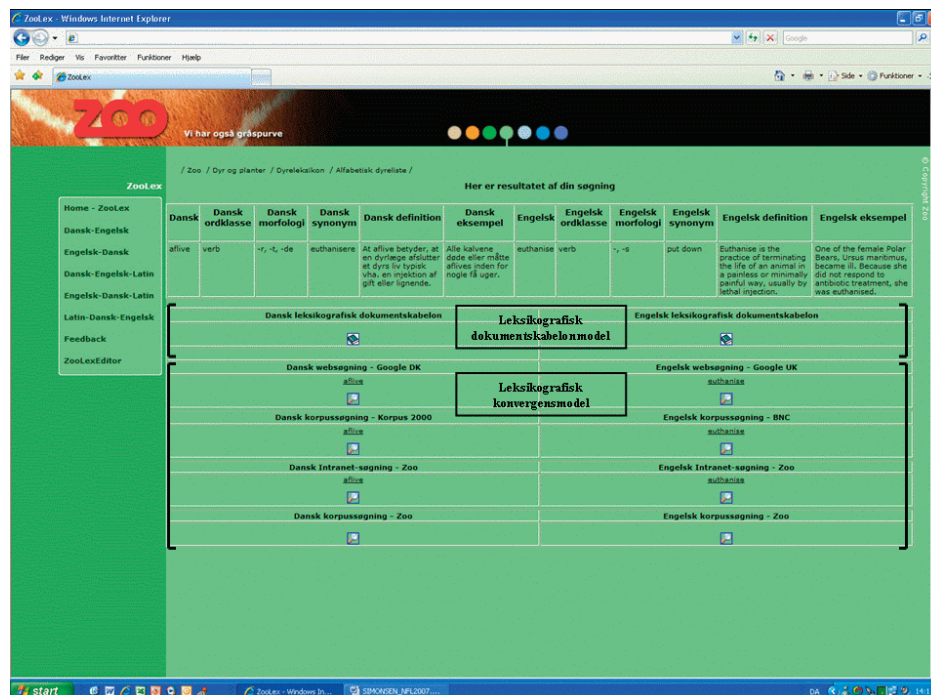 ZooLex - Windows Internet Explorer
Google
Filer Rediger Vis Favoritter Funktioner Hjælp
ZooLex
Side Funktioner
ZOO
Vi har også gråspurve
© Copyright Zoo
/ Zoo / Dyr og planter / Dyreleksikon / Alfabetisk dyreliste /
ZooLex
Her er resultatet af din søgning
Home - ZooLex
Dansk-Engelsk
Engelsk-Dansk
Dansk-Engelsk-Latin
Engelsk-Dansk-Latin
Latin-Dansk-Engelsk
Feedback
ZooLexEditor
Dansk
Dansk ordklasse
Dansk morfologi
Dansk synonym
Dansk definition
Dansk eksempel
Engelsk
Engelsk ordklasse
Engelsk morfologi
Engelsk synonym
Engelsk definition
Engelsk eksempel
aflive
verb
-r, -t, -de
euthanisere
At aflive betyder, at
en dyrlæge afslutter
et dyrs liv typisk
vha. en injektion af
gift eller lignende.
Alle kalvene
døde eller måtte
aflives inden for
nogle få uger.
euthanise
verb
-, -s
put down
Euthanise is the
practice of terminating
the life of an animal in
a painless or minimally
painful way, usually by
lethal injection.
One of the female Polar
Bears, Ursus maritimus,
became ill. Because she
did not respond to
antibiotic treatment, she
was euthanised.
Dansk leksikografisk dokumentskabelon
Engelsk leksikografisk dokumentskabelon
Leksikografisk
dokumentskabelonmodel
Dansk websøgning - Google DK
Engelsk websøgning - Google UK
aflive
euthanise
Leksikografisk
konvergensmodel
Dansk korpussøgning - Korpus 2000
Engelsk korpussøgning - BNC
aflive
euthanise
Dansk Intranet-søgning - Zoo
Engelsk Intranet-søgning - Zoo
aflive
euthanise
Dansk korpussøgning - Zoo
Engelsk korpussøgning - Zoo
start
ZooLex - Windows In...
SIMONSEN_NFL2007....
DA